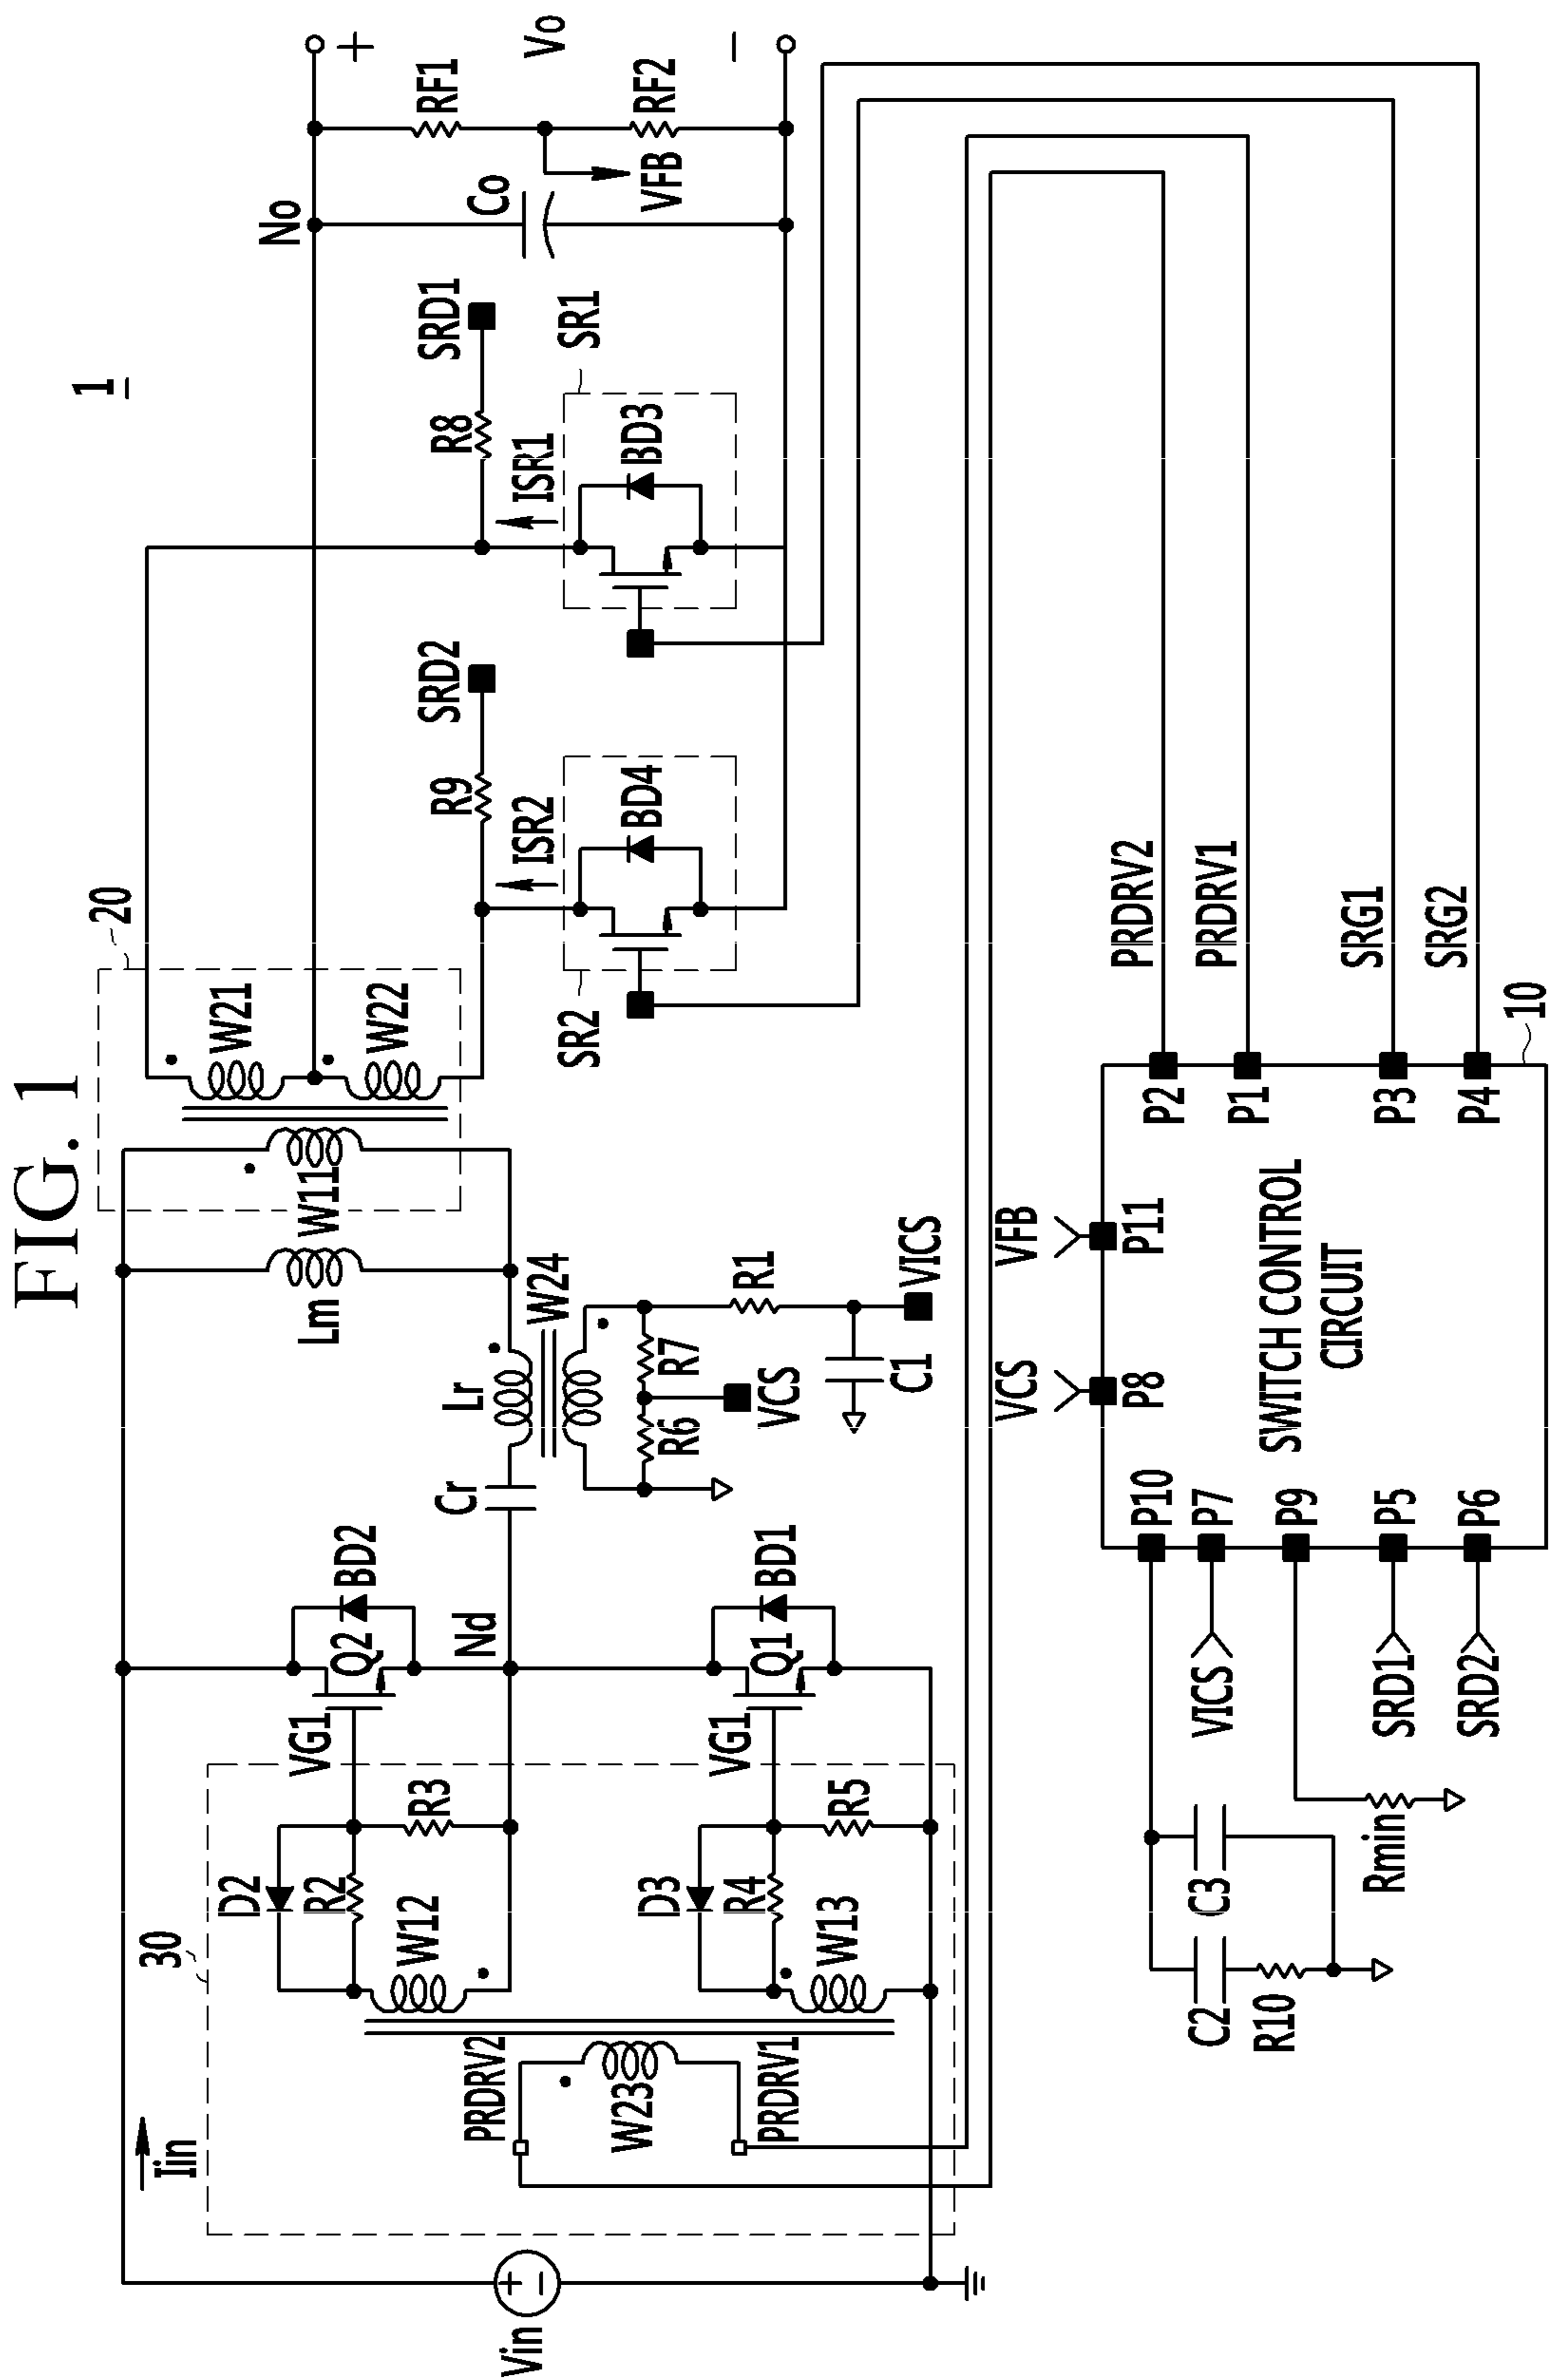 FIG. 1
1
20
W21
W22
W11
Lm
Lr
W24
Cr
R7
R6
R1
VCS
VICS
C1
No
SRD1
R8
ISR1
SR1
BD3
SRD2
R9
ISR2
SR2
BD4
Co
RF1
RF2
VFB
+
Vo
−
Iin
Vin
+
−
30
D2
R2
R3
W12
VG1
Q2
BD2
Nd
D3
R4
R5
W13
VG1
Q1
BD1
PRDRV2
W23
PRDRV1
PRDRV2
PRDRV1
SRG1
SRG2
10
P2
P1
P3
P4
VCS
VFB
P8
P11
SWITCH CONTROL
CIRCUIT
P10
P7
P9
P5
P6
VICS
SRD1
SRD2
Rmin
C3
C2
R10